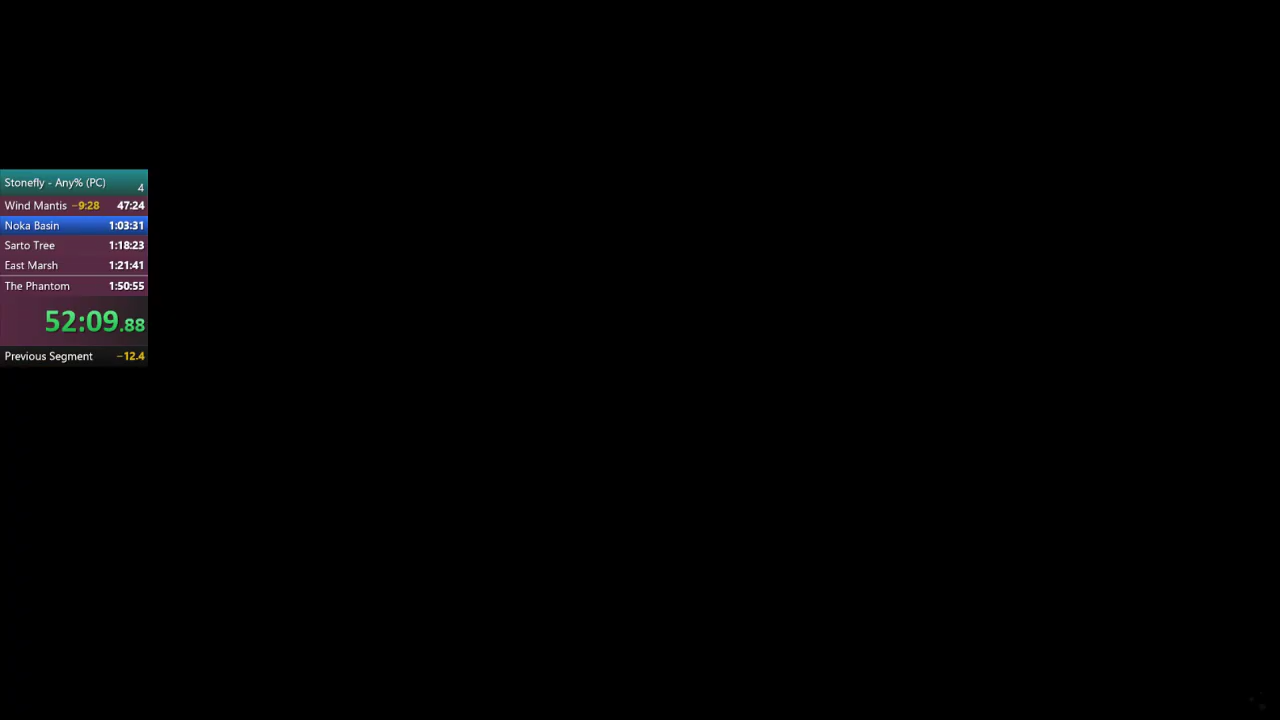 Stonefly - Any% (PC) 4
Wind Mantis −9:28 47:24
Noka Basin 1:03:31
Sarto Tree 1:18:23
East Marsh 1:21:41
The Phantom 1:50:55
52:09.88
Previous Segment −12.4